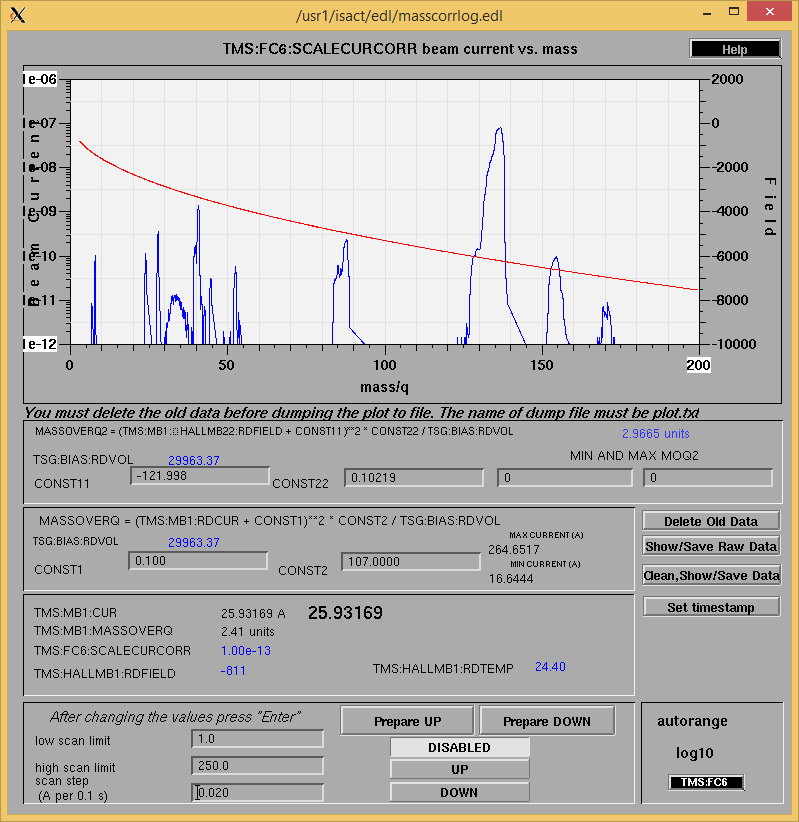 /usr1/isact/edl/masscorrlog.edl
TMS:FC6:SCALECURCORR beam current vs. mass
Help
1e-06
1e-07
1e-08
1e-09
1e-10
1e-11
1e-12
Beam Current
2000
0
-2000
-4000
-6000
-8000
-10000
Field
0 50 100 150 200
mass/q
You must delete the old data before dumping the plot to file. The name of dump file must be plot.txt
MASSOVERQ2 = (TMS:MB1: HALLMB22:RDFIELD + CONST11)**2 * CONST22 / TSG:BIAS:RDVOL
2.9665 units
TSG:BIAS:RDVOL 29963.37
MIN AND MAX MOQ2
CONST11 -121.998 CONST22 0.10219 0 0
MASSOVERQ = (TMS:MB1:RDCUR + CONST1)**2 * CONST2 / TSG:BIAS:RDVOL
TSG:BIAS:RDVOL 29963.37
MAX CURRENT (A)
264.6517
MIN CURRENT (A)
16.6444
CONST1 0.100 CONST2 107.0000
Delete Old Data
Show/Save Raw Data
Clean,Show/Save Data
Set timestamp
TMS:MB1:CUR 25.93169 A 25.93169
TMS:MB1:MASSOVERQ 2.41 units
TMS:FC6:SCALECURCORR 1.00e-13
TMS:HALLMB1:RDFIELD -811
TMS:HALLMB1:RDTEMP 24.40
After changing the values press "Enter"
low scan limit 1.0
high scan limit 250.0
scan step
(A per 0.1 s) 0.020
Prepare UP
Prepare DOWN
DISABLED
UP
DOWN
autorange
log10
TMS:FC6